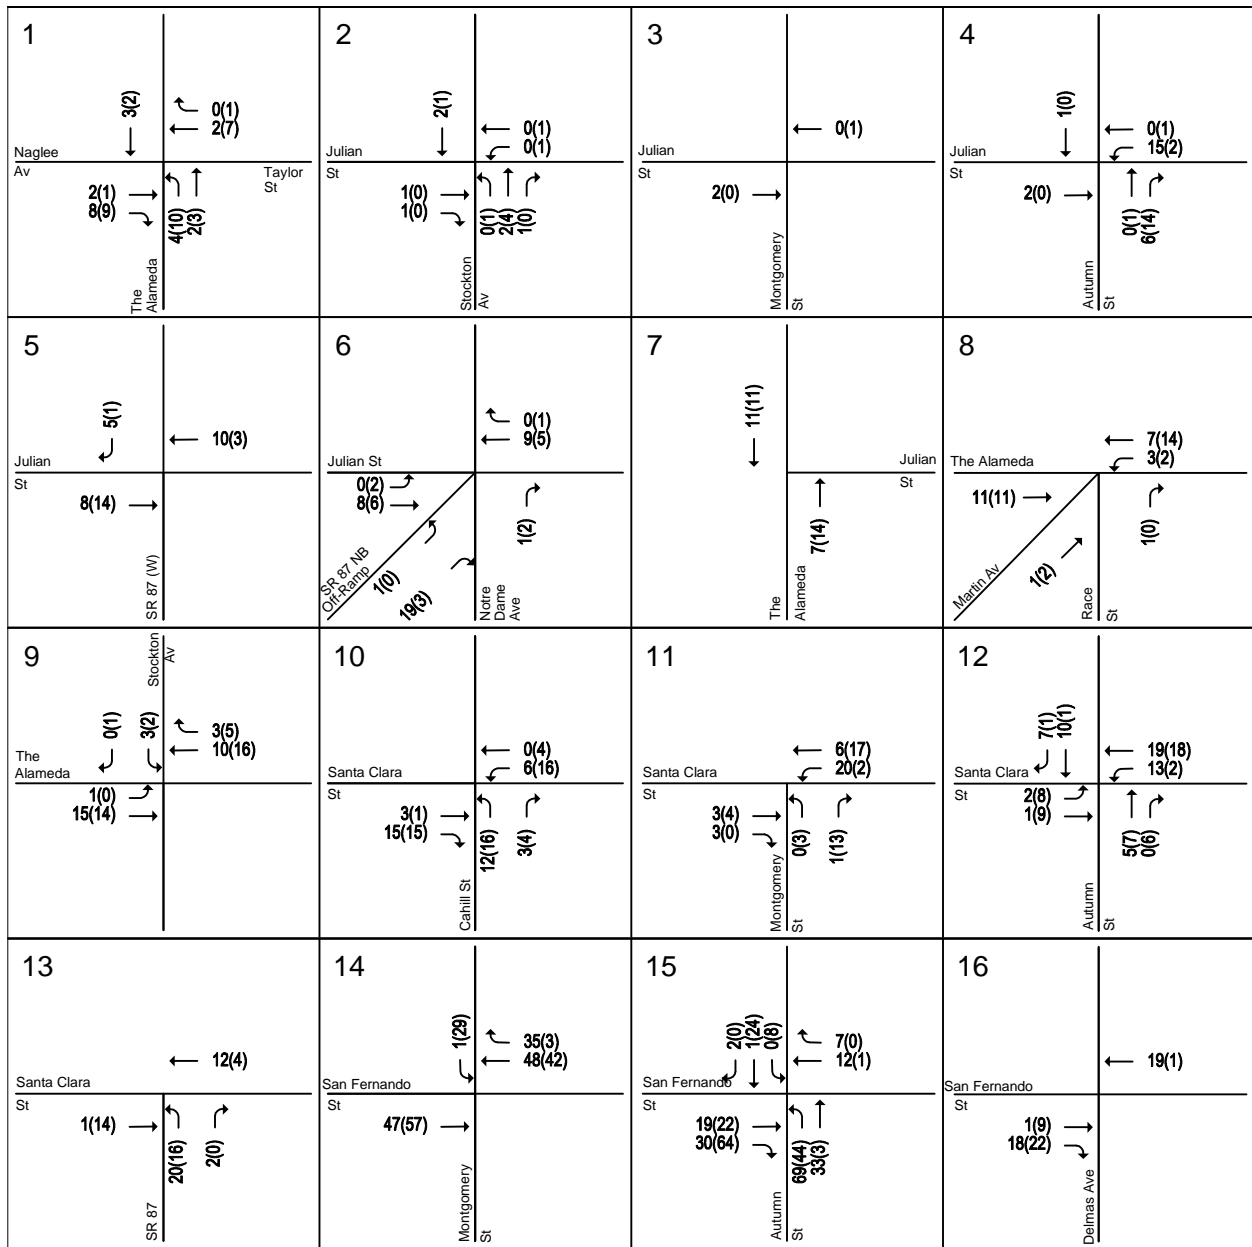 1
3(2)
0(1)
2(7)
Naglee
Av
Taylor
St
2(1)
8(9)
4(10)
2(3)
The
Alameda
2
2(1)
0(1)
0(1)
Julian
St
1(0)
1(0)
0(1)
2(4)
1(0)
Stockton
Av
3
0(1)
Julian
St
2(0)
Montgomery
St
4
1(0)
0(1)
15(2)
Julian
St
2(0)
0(1)
6(14)
Autumn
St
5
5(1)
10(3)
Julian
St
8(14)
SR 87 (W)
6
0(1)
9(5)
Julian St
0(2)
8(6)
1(2)
SR 87 NB
Off-Ramp
1(0)
19(3)
Notre
Dame
Ave
7
11(11)
Julian
St
7(14)
The
Alameda
8
7(14)
3(2)
The Alameda
11(11)
1(0)
Martin Av
1(2)
Race
St
9
Stockton
Av
0(1)
3(2)
3(5)
10(16)
The
Alameda
1(0)
15(14)
10
0(4)
6(16)
Santa Clara
St
3(1)
15(15)
12(16)
3(4)
Cahill St
11
6(17)
20(2)
Santa Clara
St
3(4)
3(0)
0(3)
1(13)
Montgomery
St
12
7(1)
10(1)
19(18)
13(2)
Santa Clara
St
2(8)
1(9)
5(7)
0(6)
Autumn
St
13
12(4)
Santa Clara
St
1(14)
20(16)
2(0)
SR 87
14
1(29)
35(3)
48(42)
San Fernando
St
47(57)
Montgomery
St
15
2(0)
1(24)
0(8)
7(0)
12(1)
San Fernando
St
19(22)
30(64)
69(44)
33(3)
Autumn
St
16
19(1)
San Fernando
St
1(9)
18(22)
Delmas Ave